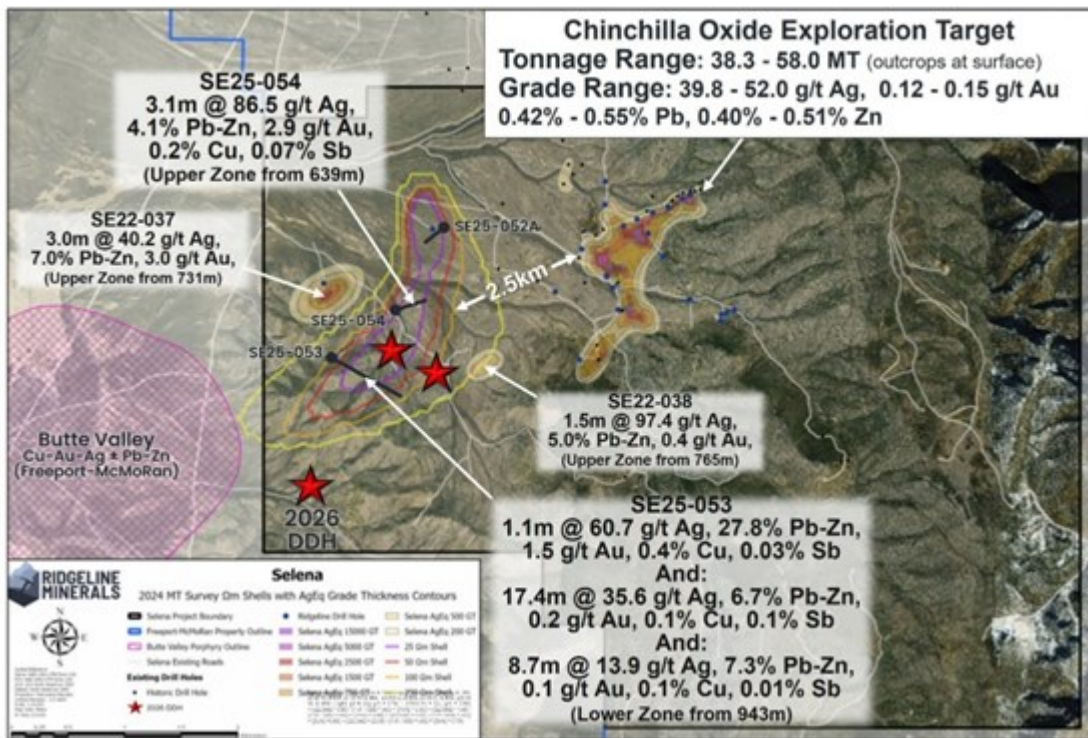 Chinchilla Oxide Exploration Target
Tonnage Range: 38.3 - 58.0 MT (outcrops at surface)
Grade Range: 39.8 - 52.0 g/t Ag, 0.12 - 0.15 g/t Au
0.42% - 0.55% Pb, 0.40% - 0.51% Zn
SE25-054
3.1m @ 86.5 g/t Ag,
4.1% Pb-Zn, 2.9 g/t Au,
0.2% Cu, 0.07% Sb
(Upper Zone from 639m)
SE22-037
3.0m @ 40.2 g/t Ag,
7.0% Pb-Zn, 3.0 g/t Au,
(Upper Zone from 731m)
SE25-052A
2.5km
SE25-054
SE25-053
SE22-038
1.5m @ 97.4 g/t Ag,
5.0% Pb-Zn, 0.4 g/t Au,
(Upper Zone from 765m)
Butte Valley
Cu-Au-Ag ± Pb-Zn
(Freeport-McMoRan)
2026
DDH
SE25-053
1.1m @ 60.7 g/t Ag, 27.8% Pb-Zn,
1.5 g/t Au, 0.4% Cu, 0.03% Sb
And:
17.4m @ 35.6 g/t Ag, 6.7% Pb-Zn,
0.2 g/t Au, 0.1% Cu, 0.1% Sb
And:
8.7m @ 13.9 g/t Ag, 7.3% Pb-Zn,
0.1 g/t Au, 0.1% Cu, 0.01% Sb
(Lower Zone from 943m)
RIDGELINE
MINERALS
N
W
E
S
Selena
2024 MT Survey Ωm Shells with AgEq Grade Thickness Contours
Selena Project Boundary
Freeport-McMoRan Property Outline
Butte Valley Porphyry Outline
Selena Existing Roads
Existing Drill Holes
Historic Drill Hole
2026 DDH
Ridgeline Drill Hole
Selena AgEq 15000 GT
Selena AgEq 5000 GT
Selena AgEq 2500 GT
Selena AgEq 1500 GT
Selena AgEq 750 GT
Selena AgEq 500 GT
Selena AgEq 200 GT
25 Ωm Shell
50 Ωm Shell
100 Ωm Shell